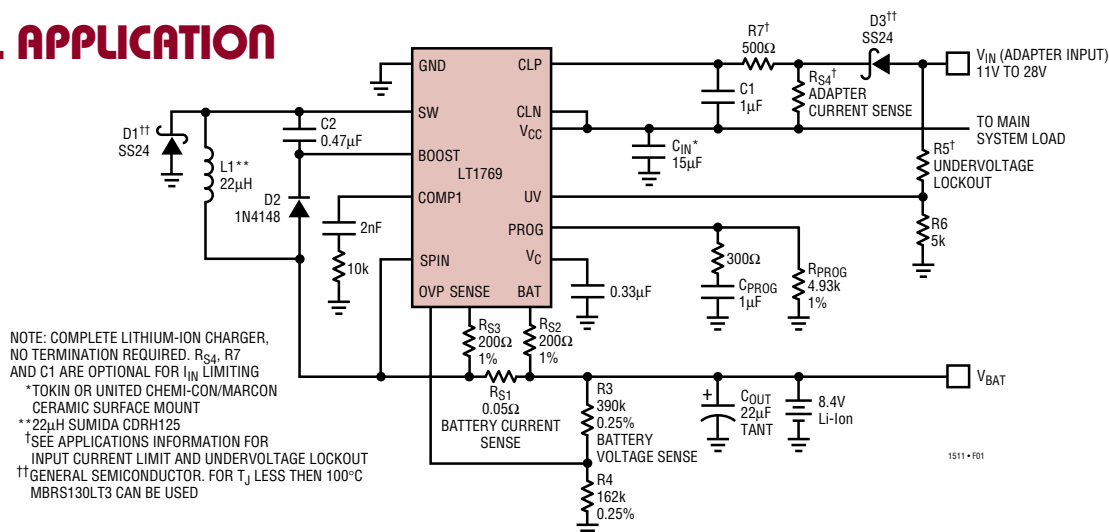 L APPLICATION
GND
SW
BOOST
COMP1
SPIN
OVP SENSE
CLP
CLN
VCC
UV
PROG
VC
BAT
LT1769
D1††
SS24
L1**
22µH
C2
0.47µF
D2
1N4148
2nF
10k
R7†
500Ω
C1
1µF
RS4†
ADAPTER
CURRENT SENSE
D3††
SS24
VIN (ADAPTER INPUT)
11V TO 28V
TO MAIN
SYSTEM LOAD
CIN*
15µF
R5†
UNDERVOLTAGE
LOCKOUT
R6
5k
300Ω
CPROG
1µF
RPROG
4.93k
1%
0.33µF
RS3
200Ω
1%
RS2
200Ω
1%
RS1
0.05Ω
BATTERY CURRENT
SENSE
R3
390k
0.25%
BATTERY
VOLTAGE SENSE
R4
162k
0.25%
+
COUT
22µF
TANT
8.4V
Li-Ion
VBAT
NOTE: COMPLETE LITHIUM-ION CHARGER,
NO TERMINATION REQUIRED. RS4, R7
AND C1 ARE OPTIONAL FOR IIN LIMITING
*TOKIN OR UNITED CHEMI-CON/MARCON
CERAMIC SURFACE MOUNT
**22µH SUMIDA CDRH125
†SEE APPLICATIONS INFORMATION FOR
INPUT CURRENT LIMIT AND UNDERVOLTAGE LOCKOUT
††GENERAL SEMICONDUCTOR. FOR TJ LESS THEN 100°C
MBRS130LT3 CAN BE USED
1511 • F01